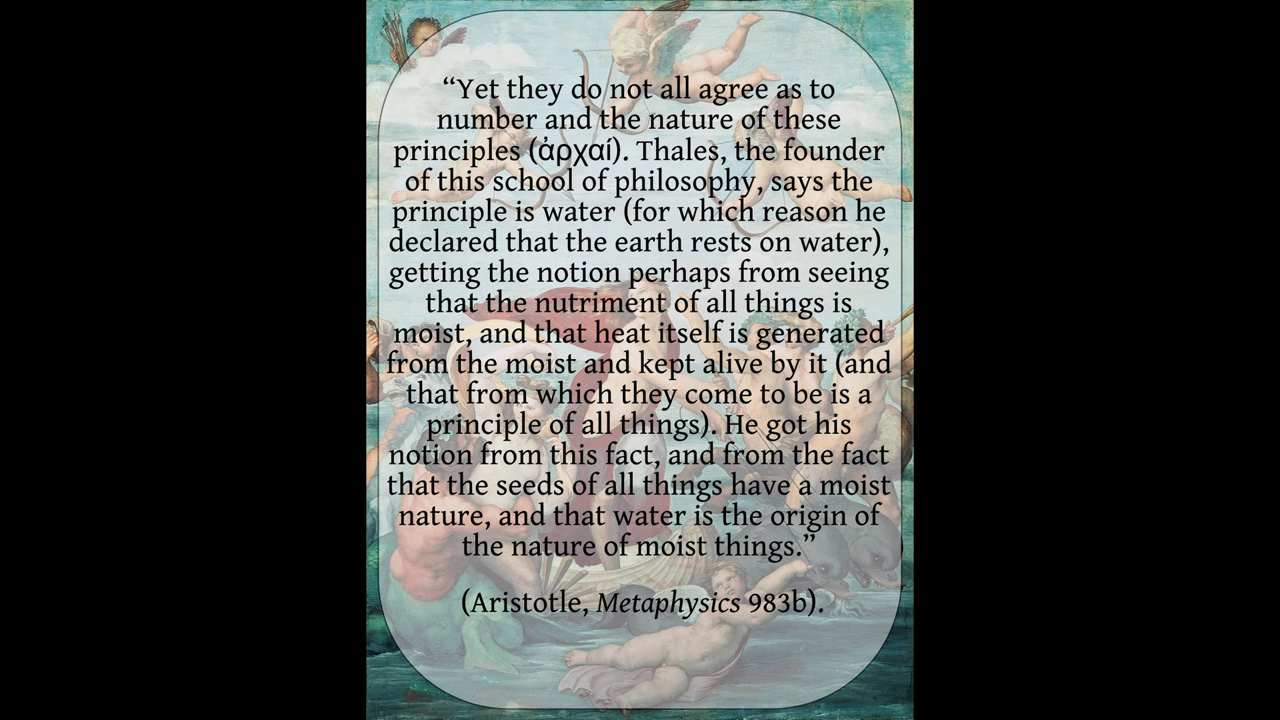 “Yet they do not all agree as to
number and the nature of these
principles (ἀρχαί). Thales, the founder
of this school of philosophy, says the
principle is water (for which reason he
declared that the earth rests on water),
getting the notion perhaps from seeing
that the nutriment of all things is
moist, and that heat itself is generated
from the moist and kept alive by it (and
that from which they come to be is a
principle of all things). He got his
notion from this fact, and from the fact
that the seeds of all things have a moist
nature, and that water is the origin of
the nature of moist things.”
(Aristotle, Metaphysics 983b).